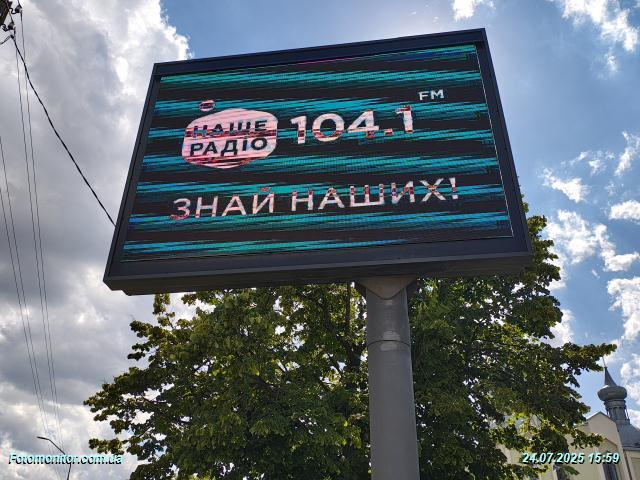 НАШЕ
РАДІО
104.1 FM
ЗНАЙ НАШИХ!
Fotomonitor.com.ua
24.07.2025 15:59